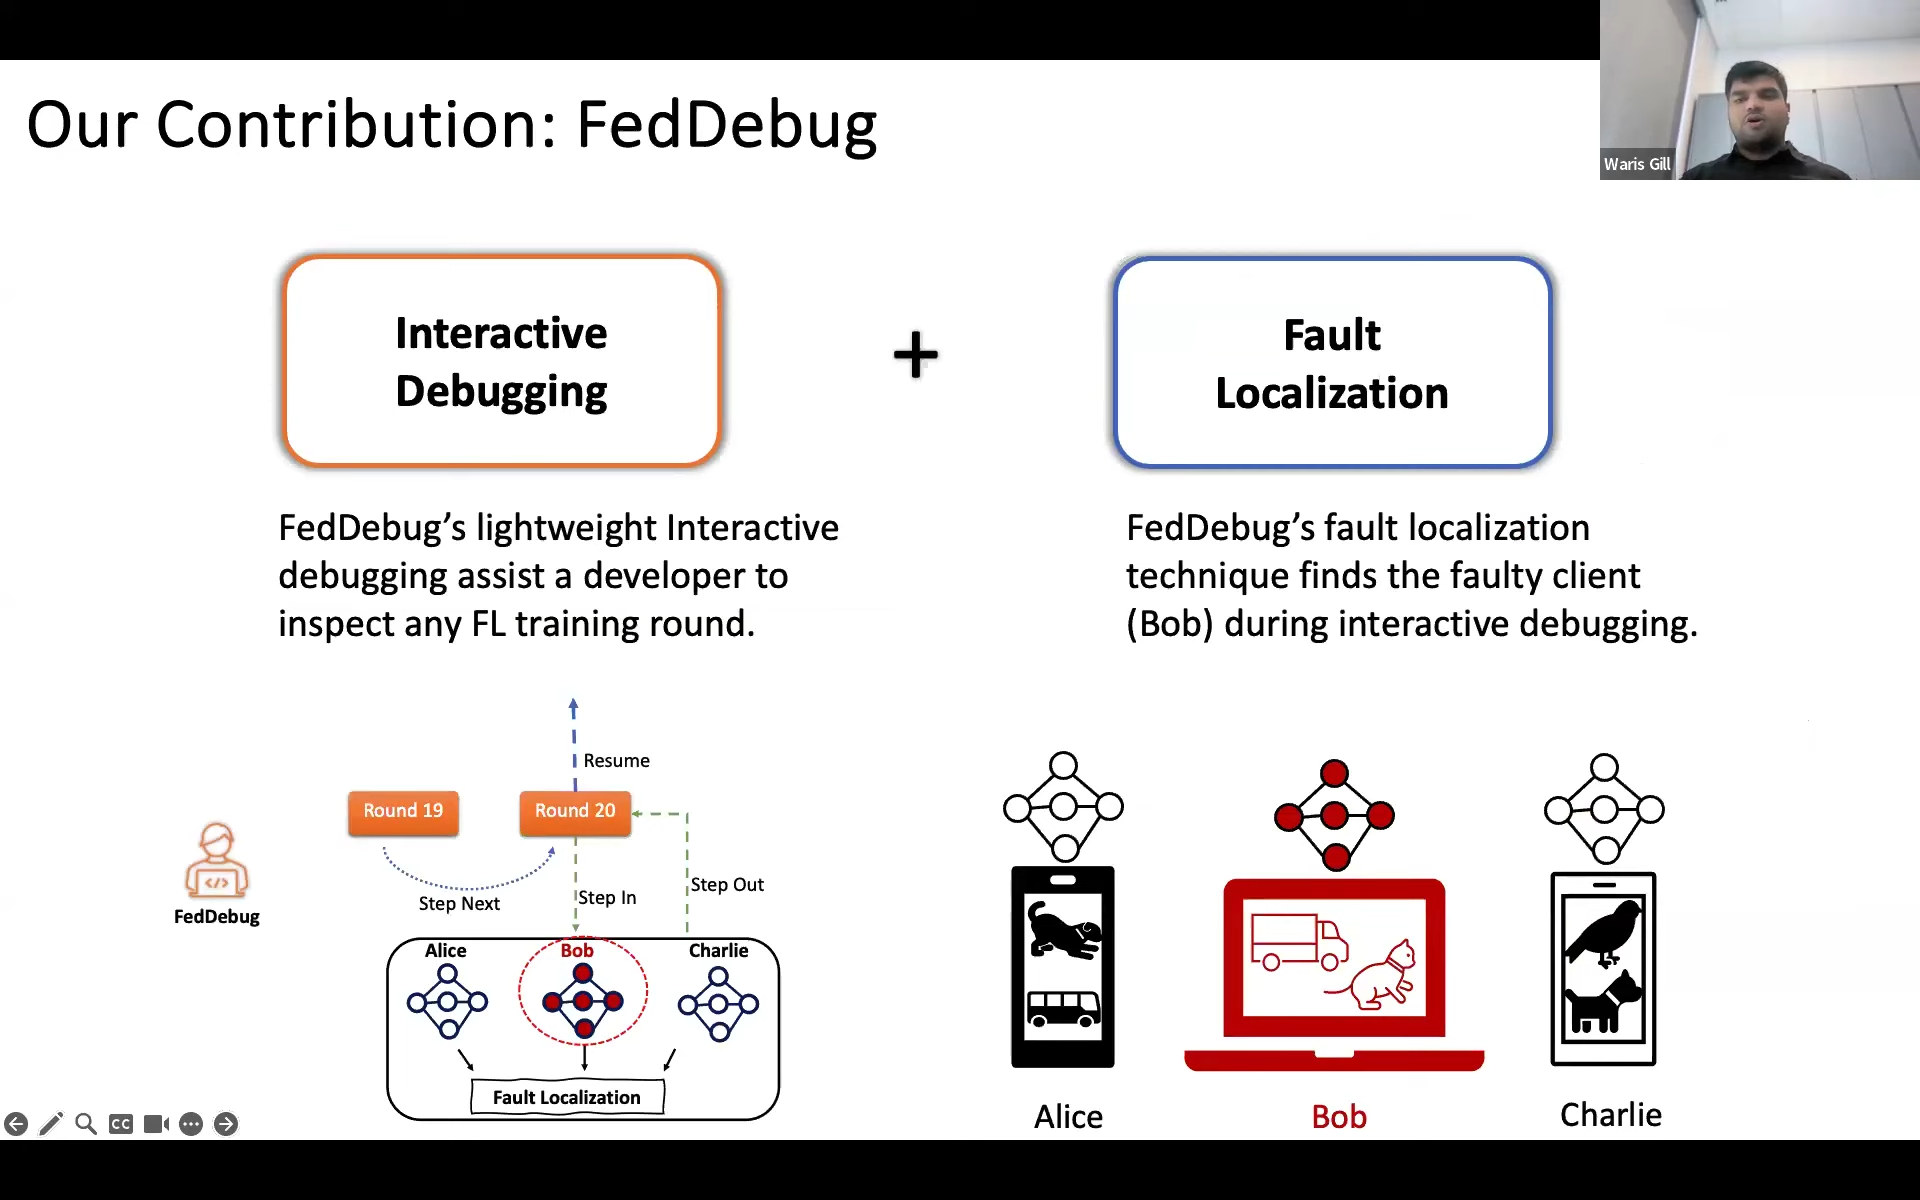 Our Contribution: FedDebug
Waris Gill
Interactive
Debugging
+
Fault
Localization
FedDebug’s lightweight Interactive
debugging assist a developer to
inspect any FL training round.
FedDebug’s fault localization
technique finds the faulty client
(Bob) during interactive debugging.
Resume
Round 19
Round 20
Step Next
Step In
Step Out
</>
FedDebug
Alice
Bob
Charlie
Fault Localization
Alice
Bob
Charlie
CC